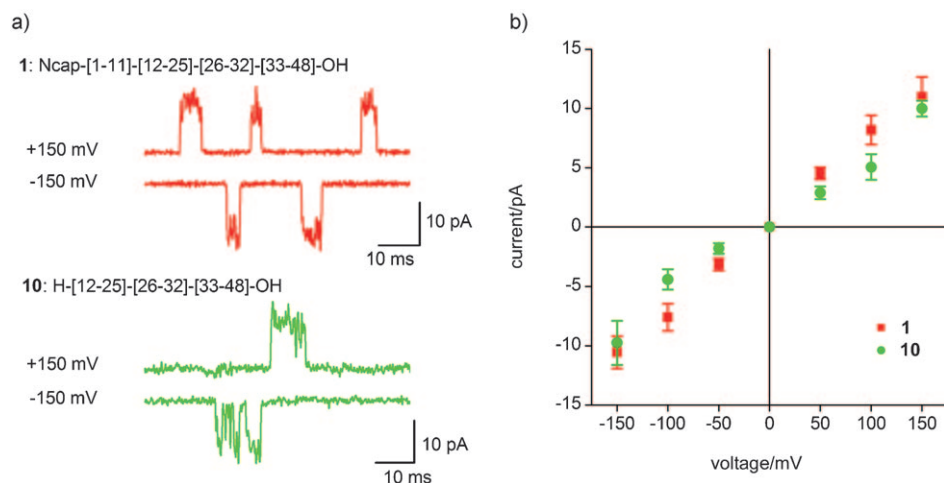 a)
1: Ncap-[1-11]-[12-25]-[26-32]-[33-48]-OH
+150 mV
-150 mV
10 pA
10 ms
10: H-[12-25]-[26-32]-[33-48]-OH
+150 mV
-150 mV
10 pA
10 ms
b)
15
10
5
0
-5
-10
-15
current/pA
-150 -100 -50 0 50 100 150
voltage/mV
1
10